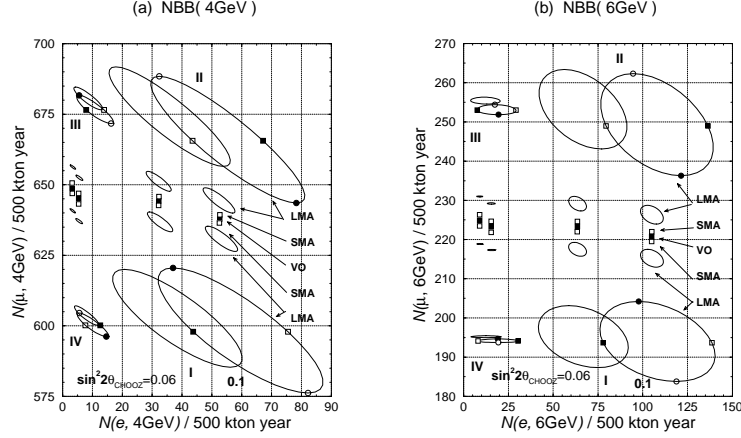 (a) NBB( 4GeV)
N(μ, 4GeV) / 500 kton year
700
675
650
625
600
575
0 10 20 30 40 50 60 70 80 90
N(e, 4GeV) / 500 kton year
II
III
LMA
SMA
VO
SMA
LMA
IV
I
sin²2θCHOOZ=0.06
0.1
(b) NBB( 6GeV)
N(μ, 6GeV) / 500 kton year
270
260
250
240
230
220
210
200
190
180
0 25 50 75 100 125 150
N(e, 6GeV) / 500 kton year
II
III
LMA
SMA
VO
SMA
LMA
IV
I
sin²2θCHOOZ=0.06
0.1